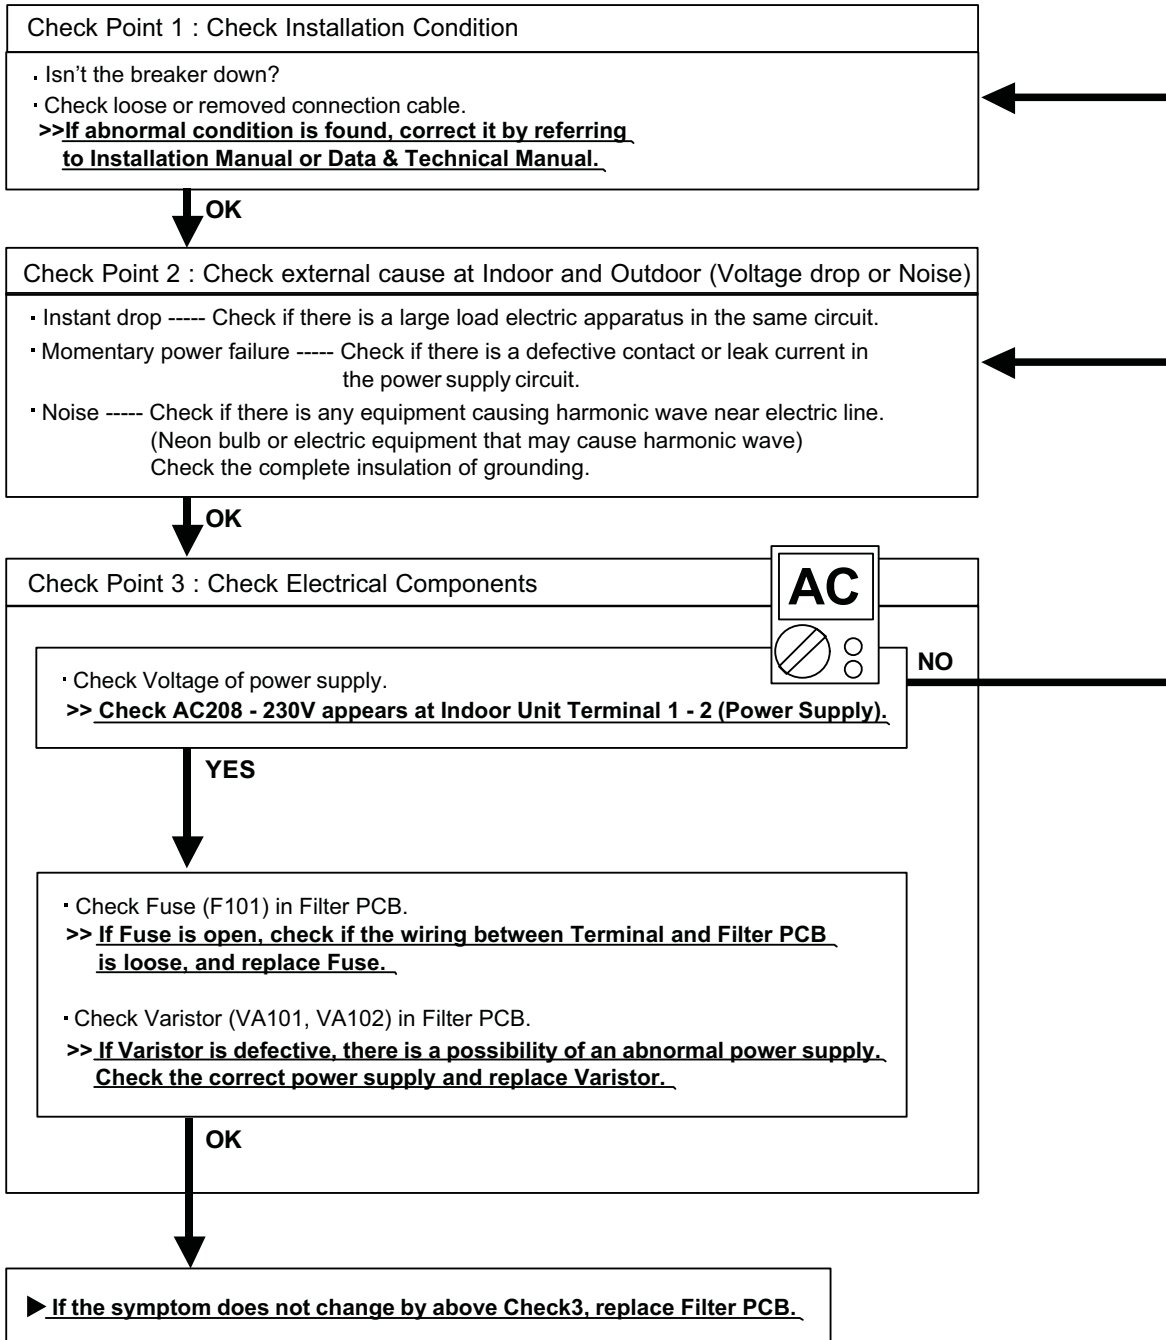 Check Point 1 : Check Installation Condition
· Isn't the breaker down?
· Check loose or removed connection cable.
>>If abnormal condition is found, correct it by referring
to Installation Manual or Data & Technical Manual.
OK
Check Point 2 : Check external cause at Indoor and Outdoor (Voltage drop or Noise)
· Instant drop ----- Check if there is a large load electric apparatus in the same circuit.
· Momentary power failure ----- Check if there is a defective contact or leak current in
the power supply circuit.
· Noise ----- Check if there is any equipment causing harmonic wave near electric line.
(Neon bulb or electric equipment that may cause harmonic wave)
Check the complete insulation of grounding.
OK
Check Point 3 : Check Electrical Components
AC
· Check Voltage of power supply.
>> Check AC208 - 230V appears at Indoor Unit Terminal 1 - 2 (Power Supply).
NO
YES
· Check Fuse (F101) in Filter PCB.
>> If Fuse is open, check if the wiring between Terminal and Filter PCB
is loose, and replace Fuse.
· Check Varistor (VA101, VA102) in Filter PCB.
>> If Varistor is defective, there is a possibility of an abnormal power supply.
Check the correct power supply and replace Varistor.
OK
▶ If the symptom does not change by above Check3, replace Filter PCB.